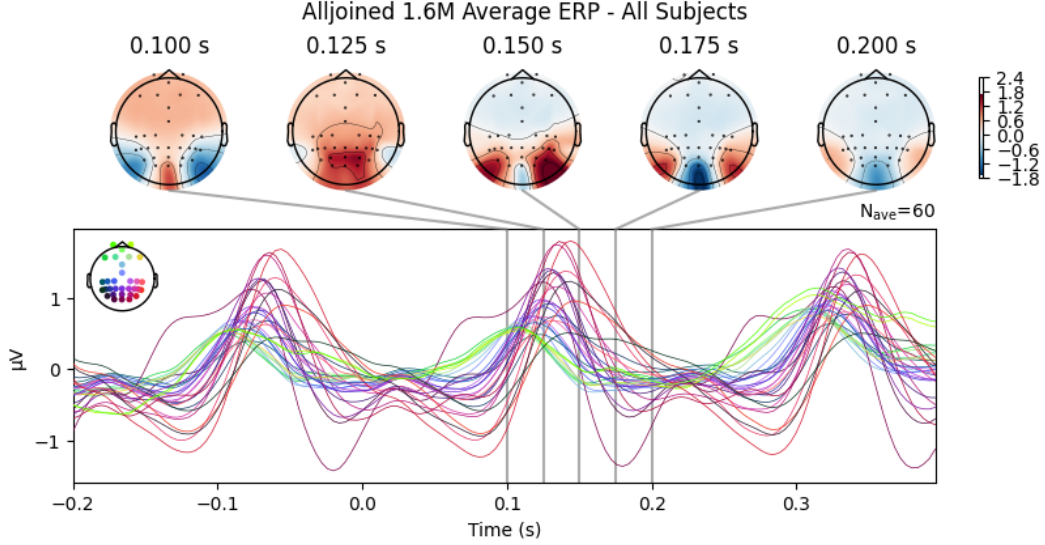 Alljoined 1.6M Average ERP - All Subjects
0.100 s 0.125 s 0.150 s 0.175 s 0.200 s
2.4
1.8
1.2
0.6
0.0
−0.6
−1.2
−1.8
Nave=60
1
0
−1
µV
−0.2 −0.1 0.0 0.1 0.2 0.3
Time (s)